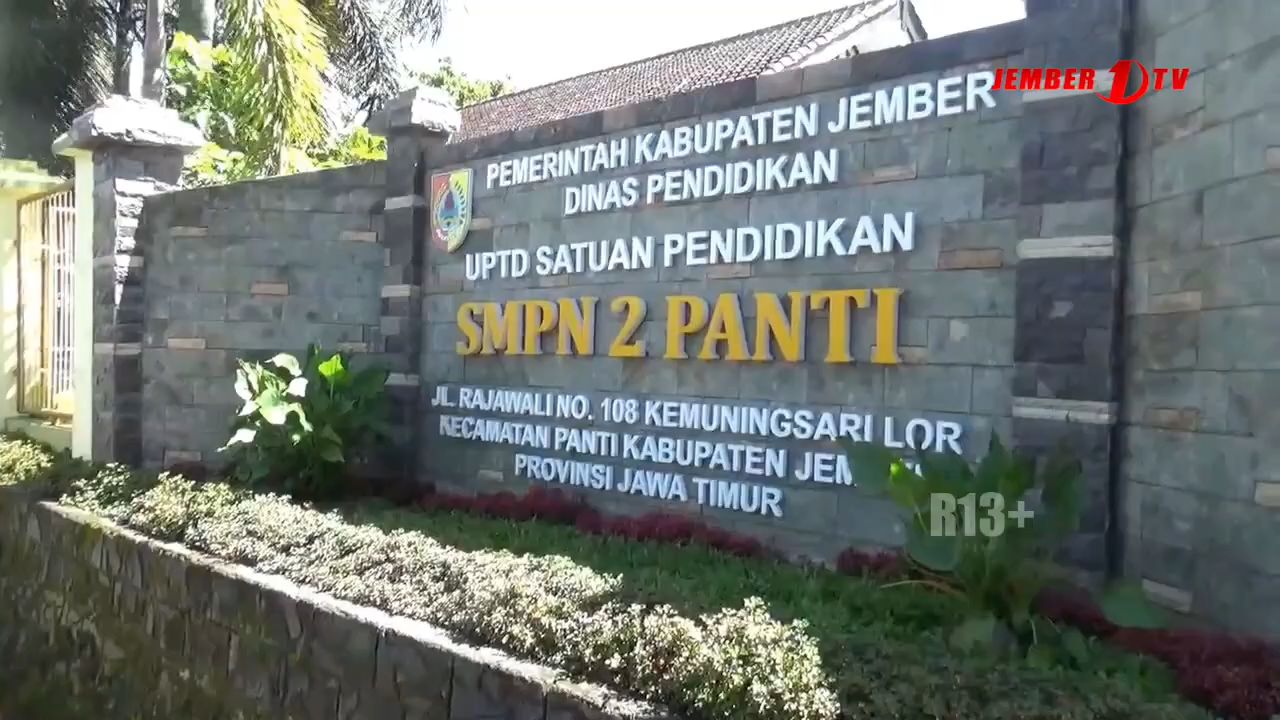 JEMBER 1 TV
PEMERINTAH KABUPATEN JEMBER
DINAS PENDIDIKAN
UPTD SATUAN PENDIDIKAN
SMPN 2 PANTI
JL. RAJAWALI NO. 108 KEMUNINGSARI LOR
KECAMATAN PANTI KABUPATEN
PROVINSI JAWA TIMUR
R13+